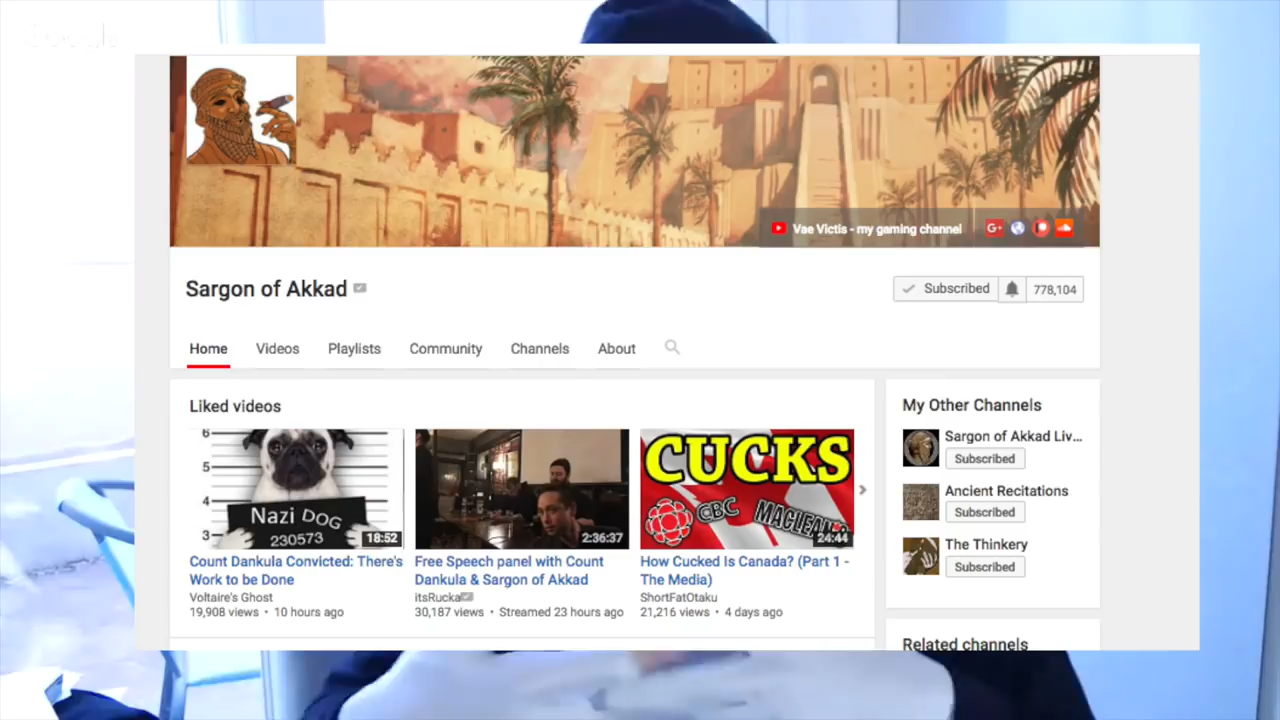 Google
Vae Victis - my gaming channel
G+
Sargon of Akkad
Subscribed
778,104
Home
Videos
Playlists
Community
Channels
About
Liked videos
My Other Channels
6
5
4
3
Nazi DOG
230573
18:52
2:36:37
CUCKS
CBC
24:44
Count Dankula Convicted: There's
Work to be Done
Voltaire's Ghost
19,908 views • 10 hours ago
Free Speech panel with Count
Dankula & Sargon of Akkad
itsRucka
30,187 views • Streamed 23 hours ago
How Cucked Is Canada? (Part 1 -
The Media)
ShortFatOtaku
21,216 views • 4 days ago
Sargon of Akkad Liv...
Subscribed
Ancient Recitations
Subscribed
The Thinkery
Subscribed
Related channels